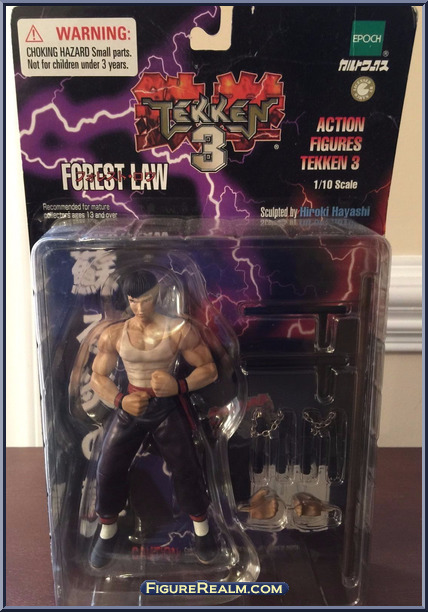 WARNING:
CHOKING HAZARD Small parts.
Not for children under 3 years.
EPOCH
TEKKEN
3
FOREST LAW
ACTION
FIGURES
TEKKEN 3
1/10 Scale
Recommended for mature
collectors ages 13 and over
Sculpted by Hiroki Hayashi
FIGUREREALM.COM